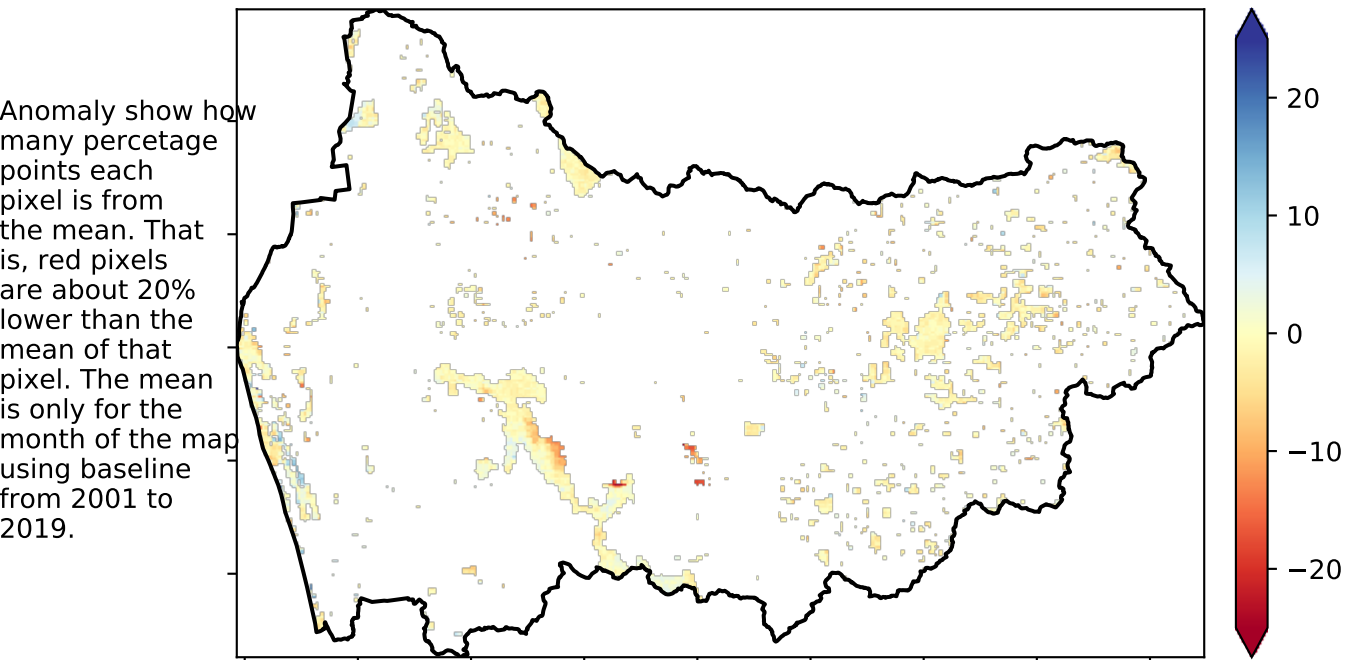 Anomaly show how
many percetage
points each
pixel is from
the mean. That
is, red pixels
are about 20%
lower than the
mean of that
pixel. The mean
is only for the
month of the map
using baseline
from 2001 to
2019.
20
10
0
−10
−20